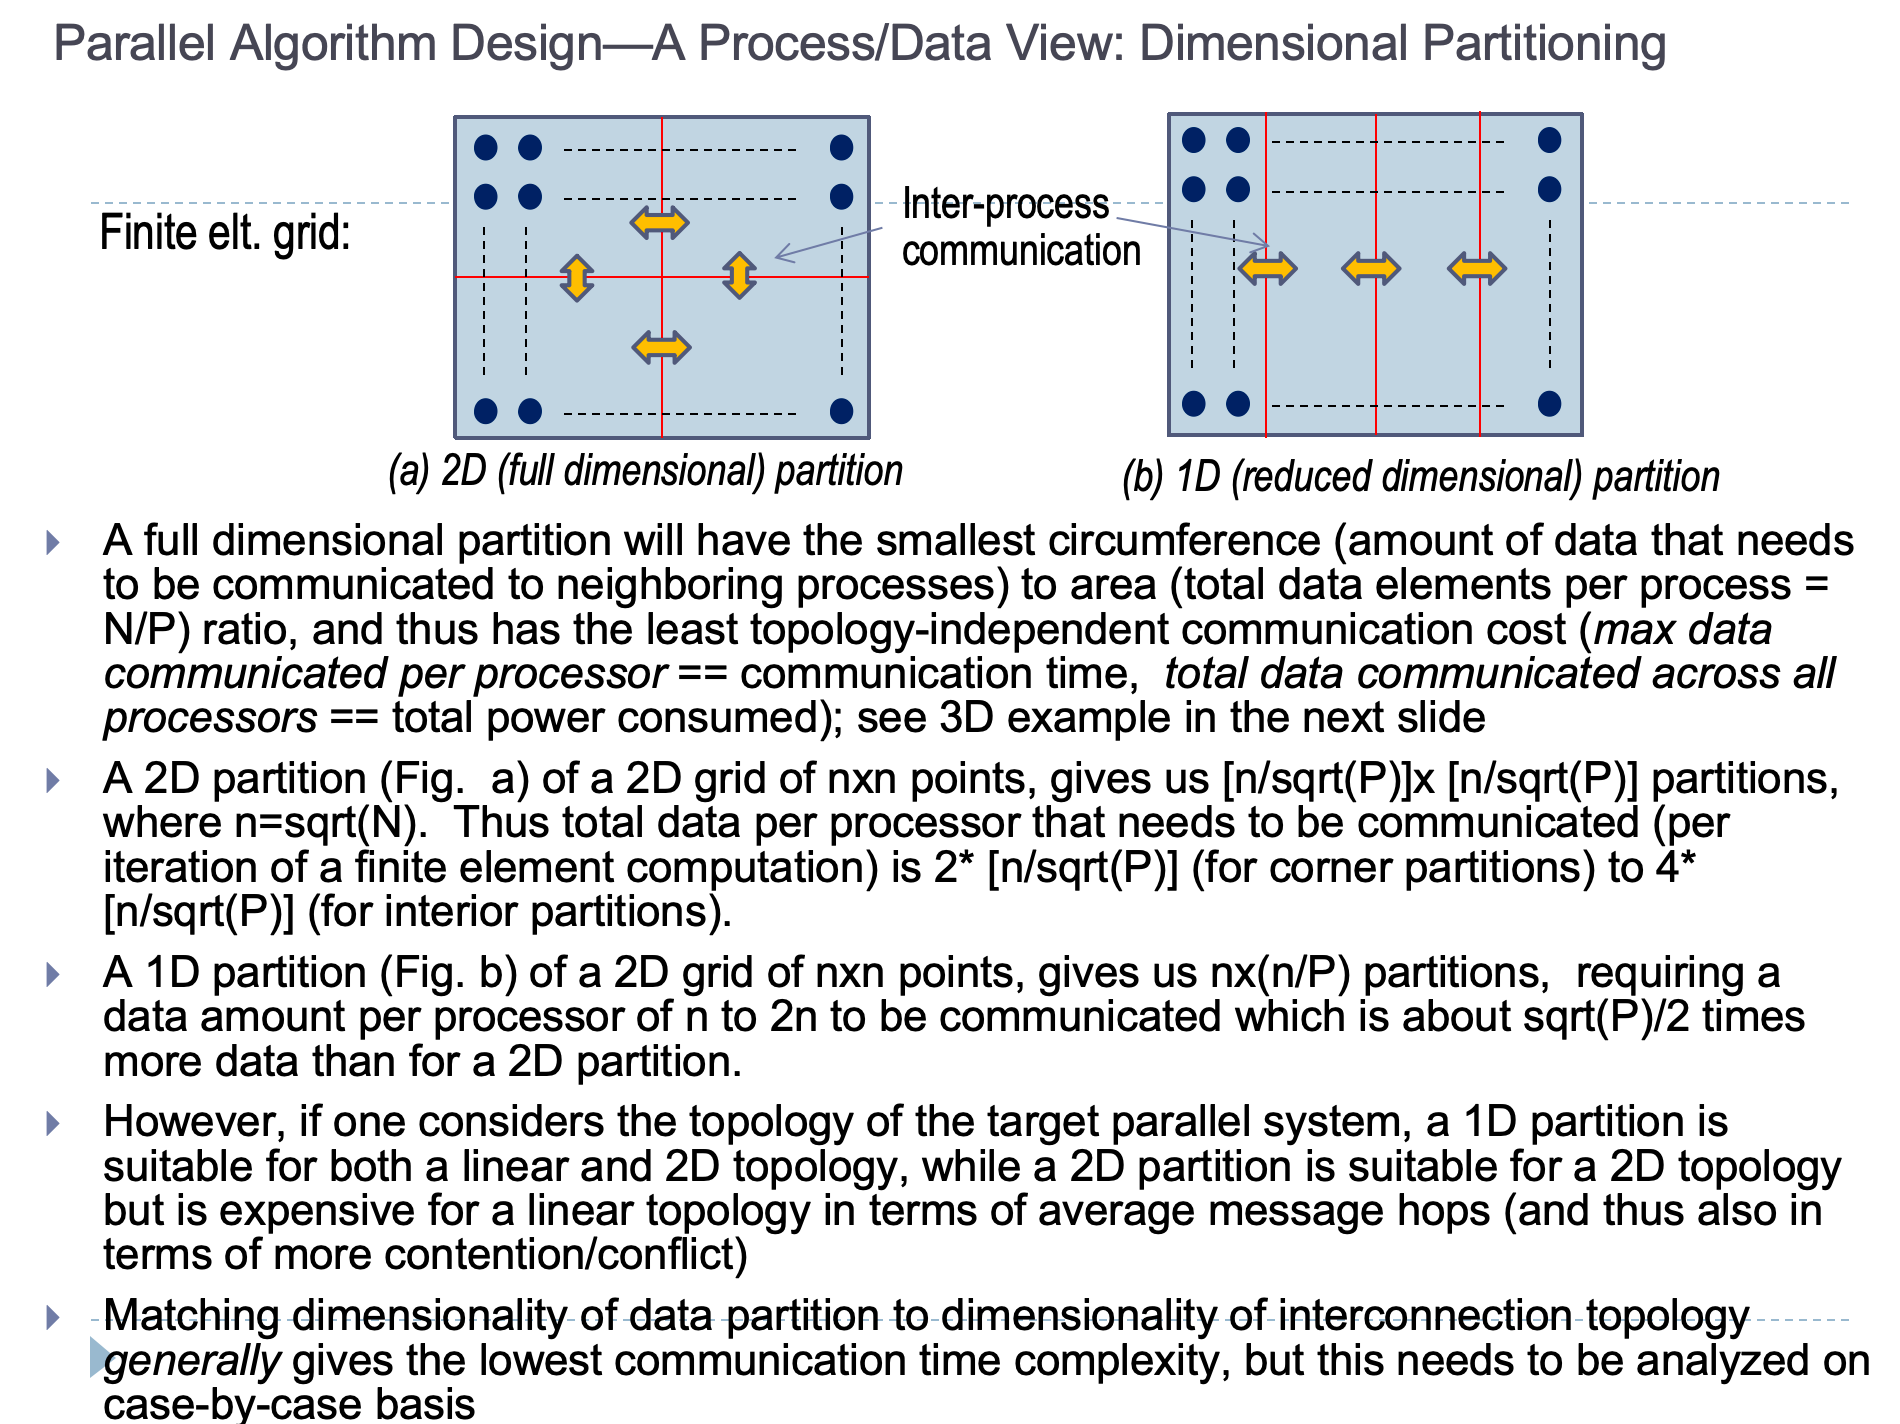 Parallel Algorithm Design—A Process/Data View: Dimensional Partitioning
Finite elt. grid:
Inter-process
communication
(a) 2D (full dimensional) partition
(b) 1D (reduced dimensional) partition
A full dimensional partition will have the smallest circumference (amount of data that needs
to be communicated to neighboring processes) to area (total data elements per process =
N/P) ratio, and thus has the least topology-independent communication cost (max data
communicated per processor == communication time,  total data communicated across all
processors == total power consumed); see 3D example in the next slide
A 2D partition (Fig.  a) of a 2D grid of nxn points, gives us [n/sqrt(P)]x [n/sqrt(P)] partitions,
where n=sqrt(N).  Thus total data per processor that needs to be communicated (per
iteration of a finite element computation) is 2* [n/sqrt(P)] (for corner partitions) to 4*
[n/sqrt(P)] (for interior partitions).
A 1D partition (Fig. b) of a 2D grid of nxn points, gives us nx(n/P) partitions,  requiring a
data amount per processor of n to 2n to be communicated which is about sqrt(P)/2 times
more data than for a 2D partition.
However, if one considers the topology of the target parallel system, a 1D partition is
suitable for both a linear and 2D topology, while a 2D partition is suitable for a 2D topology
but is expensive for a linear topology in terms of average message hops (and thus also in
terms of more contention/conflict)
Matching dimensionality of data partition to dimensionality of interconnection topology
generally gives the lowest communication time complexity, but this needs to be analyzed on
case-by-case basis